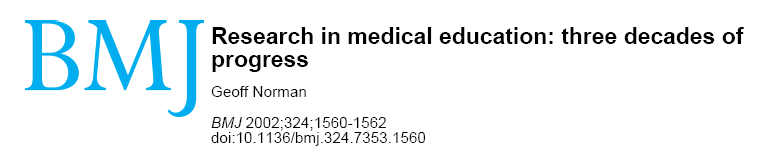 BMJ
Research in medical education: three decades of
progress
Geoff Norman
BMJ 2002;324;1560-1562
doi:10.1136/bmj.324.7353.1560